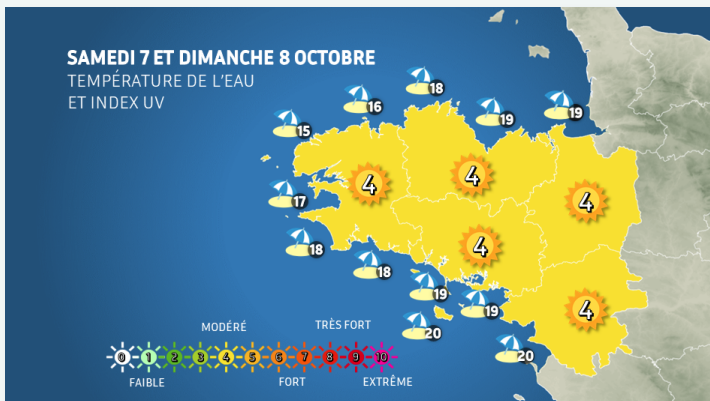 SAMEDI 7 ET DIMANCHE 8 OCTOBRE
TEMPÉRATURE DE L'EAU
ET INDEX UV
18
16
19
19
15
4
4
4
17
18
4
18
19
19
4
20
20
MODÉRÉ
TRÈS FORT
0 1 2 3 4 5 6 7 8 9 10
FAIBLE
FORT
EXTRÊME